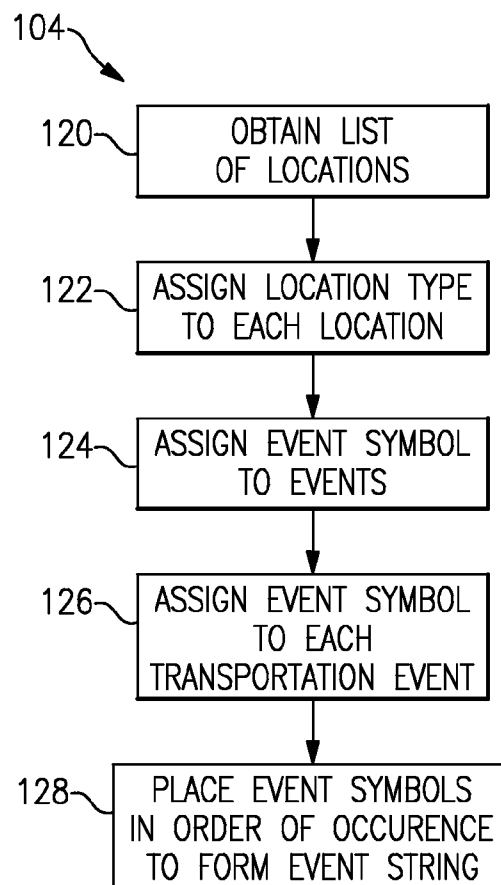 104
120
OBTAIN LIST
OF LOCATIONS
122
ASSIGN LOCATION TYPE
TO EACH LOCATION
124
ASSIGN EVENT SYMBOL
TO EVENTS
126
ASSIGN EVENT SYMBOL
TO EACH
TRANSPORTATION EVENT
128
PLACE EVENT SYMBOLS
IN ORDER OF OCCURENCE
TO FORM EVENT STRING